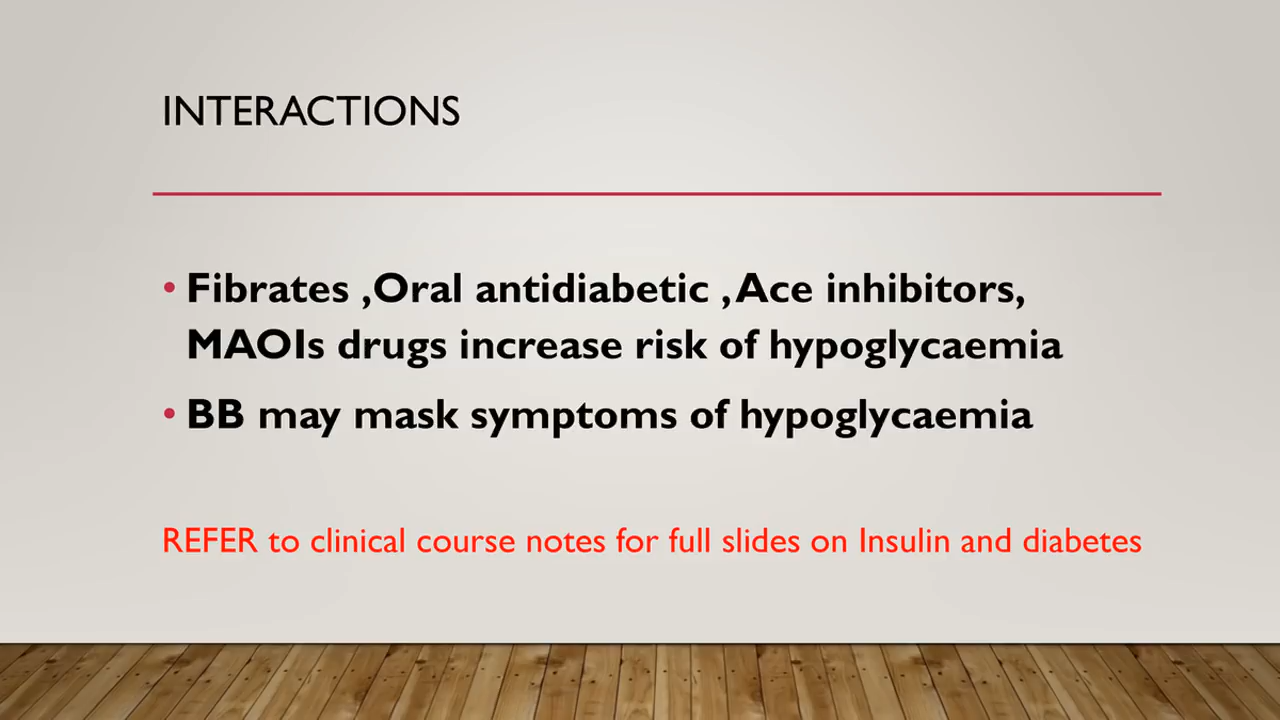 INTERACTIONS
• Fibrates ,Oral antidiabetic ,Ace inhibitors,
MAOIs drugs increase risk of hypoglycaemia
• BB may mask symptoms of hypoglycaemia
REFER to clinical course notes for full slides on Insulin and diabetes